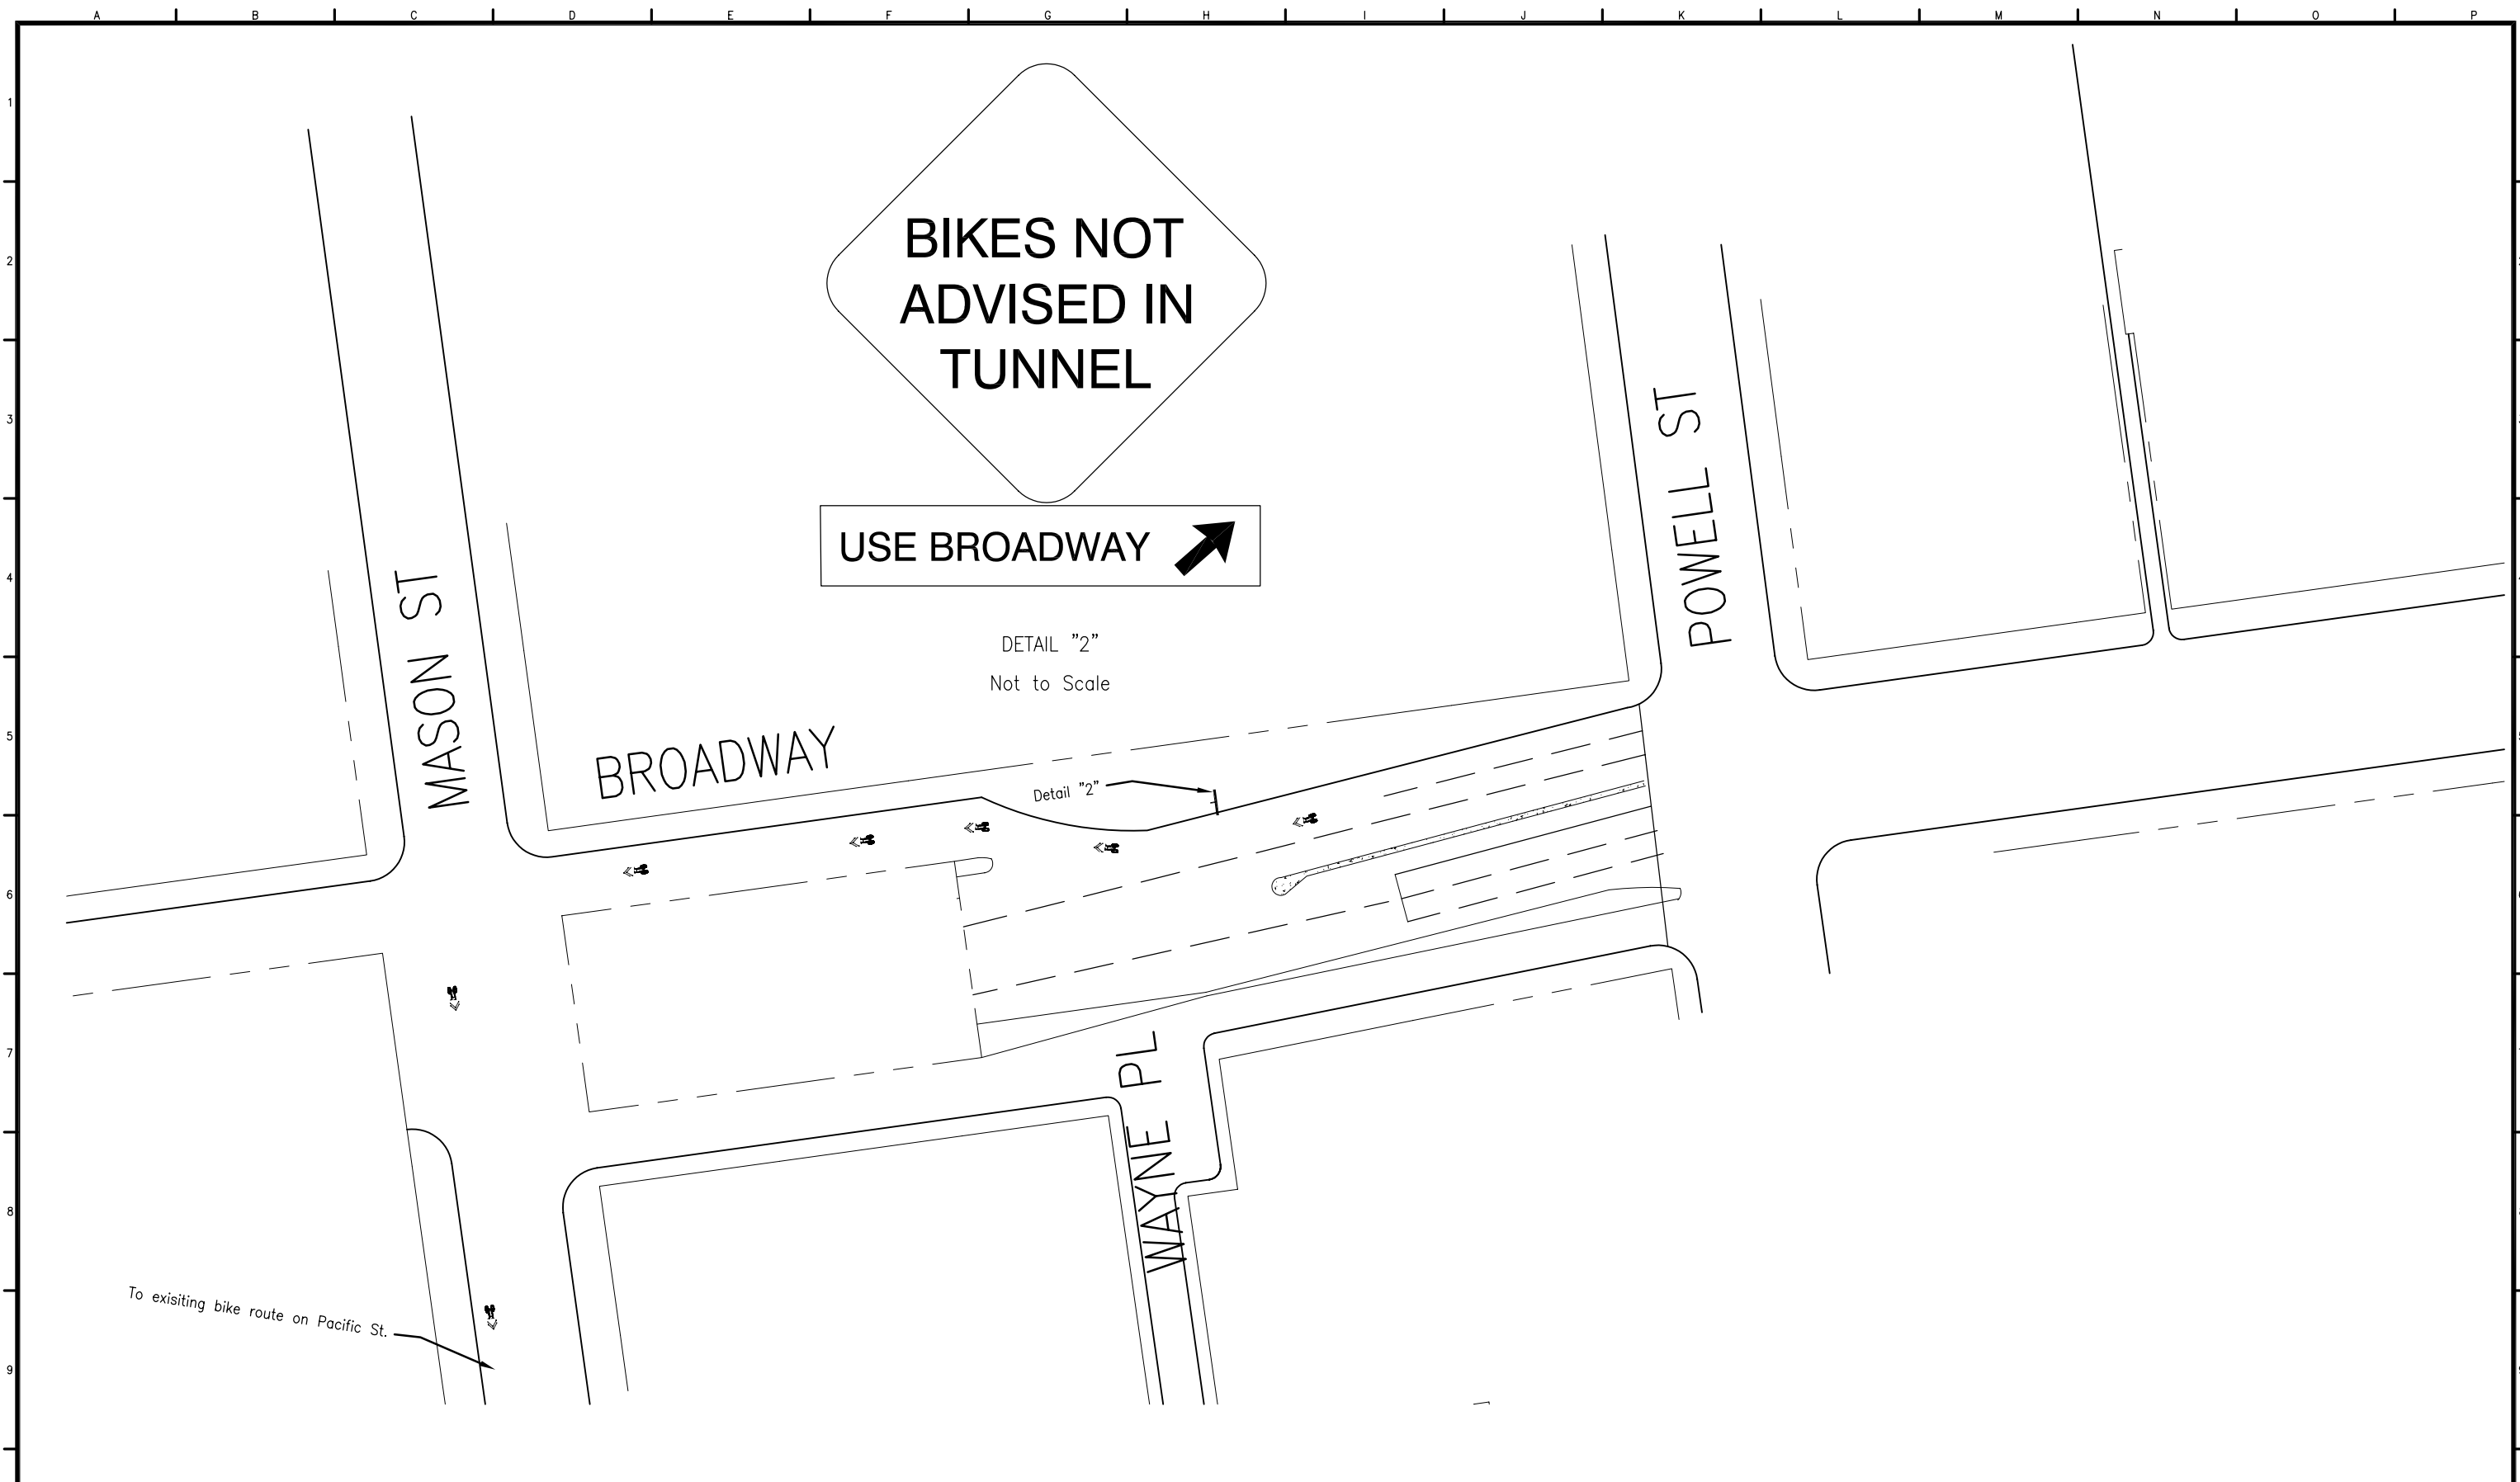 A B C D E F G H I J K L M N O P
1
2
3
4
5
6
7
8
9
BIKES NOT
ADVISED IN
TUNNEL
USE BROADWAY
DETAIL "2"
Not to Scale
MASON ST
POWELL ST
BROADWAY
Detail "2"
WAYNE PL
To exisiting bike route on Pacific St.